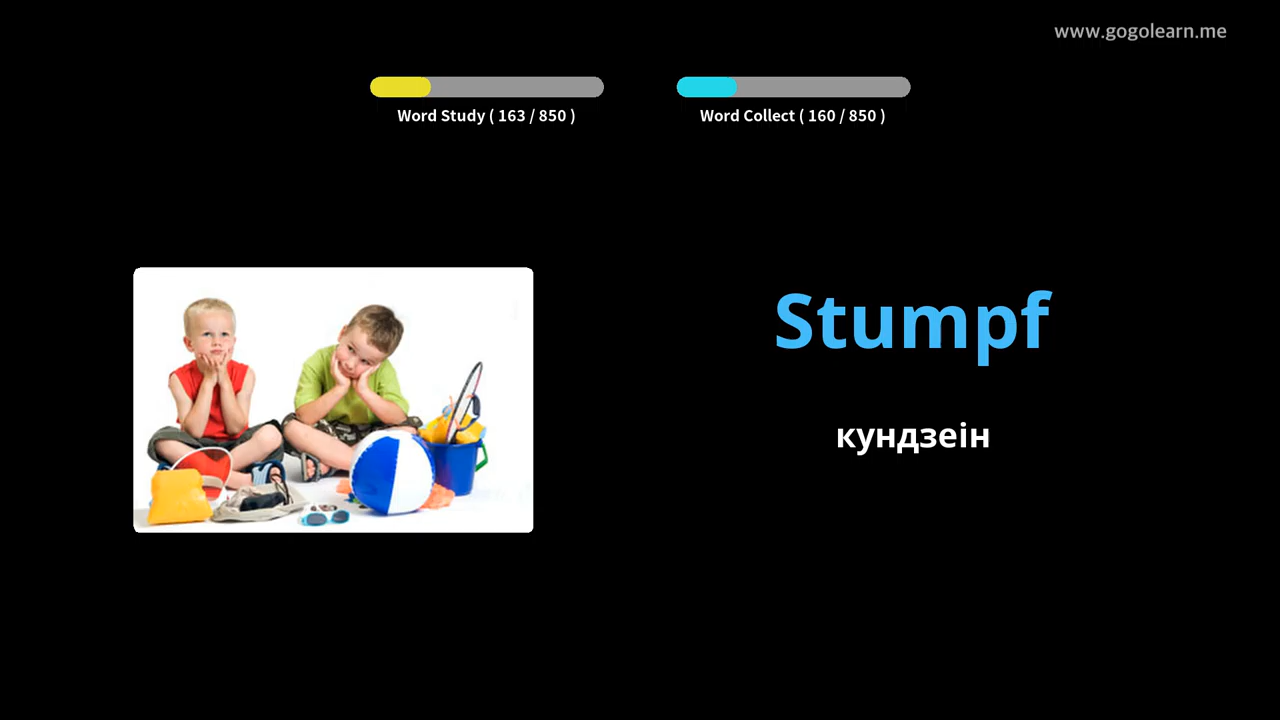 www.gogolearn.me
Word Study ( 163 / 850 )
Word Collect ( 160 / 850 )
Stumpf
кундзеін